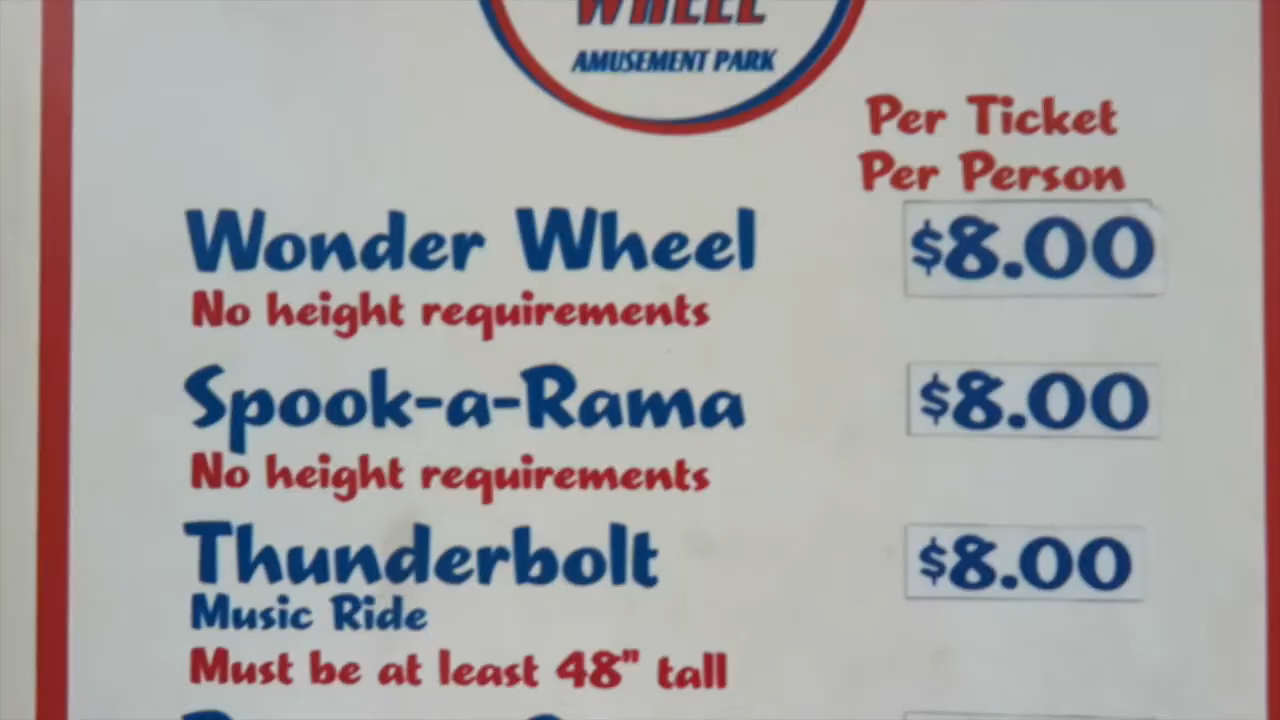 WHEEL
AMUSEMENT PARK
Per Ticket
Per Person
Wonder Wheel $8.00
No height requirements
Spook-a-Rama $8.00
No height requirements
Thunderbolt $8.00
Music Ride
Must be at least 48" tall